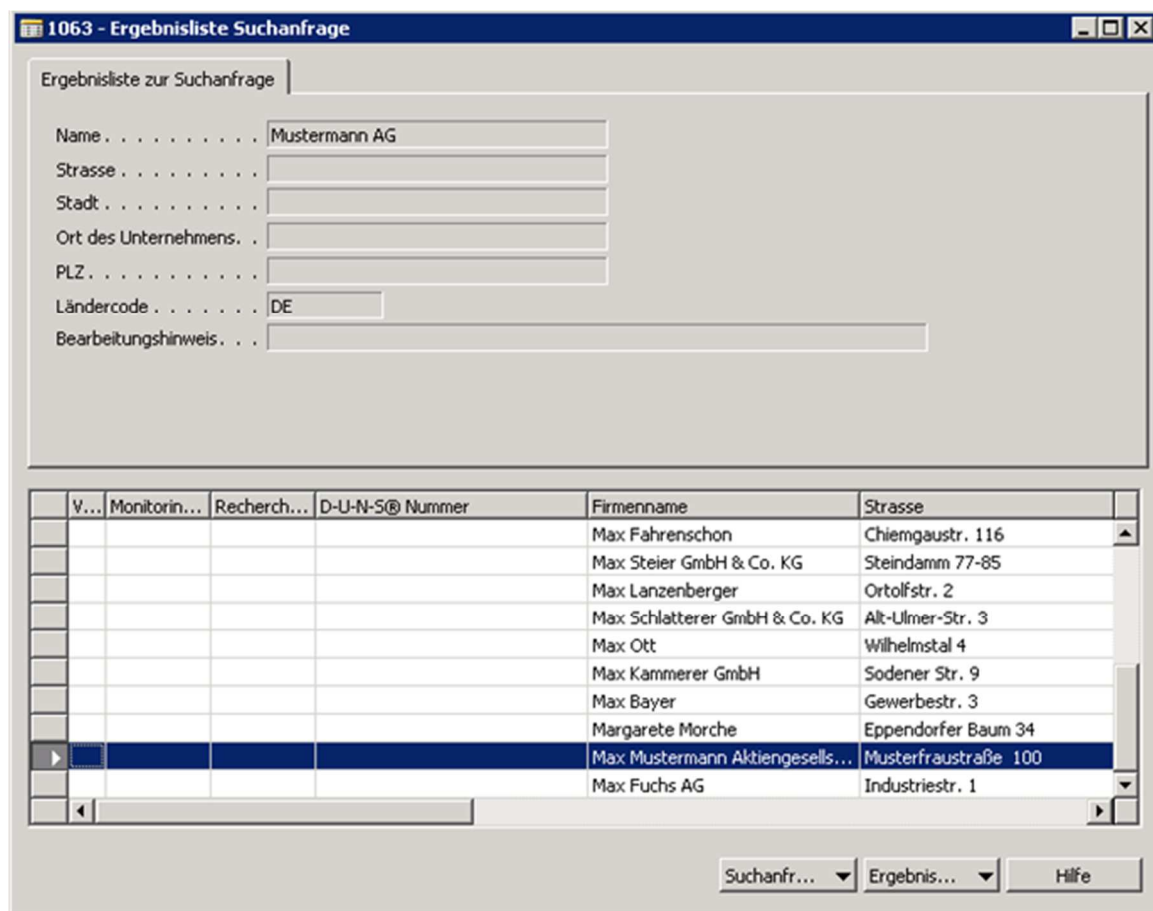 1063 - Ergebnisliste Suchanfrage
Ergebnisliste zur Suchanfrage
Name . . . . . . . . . . Mustermann AG
Strasse . . . . . . . . .
Stadt . . . . . . . . . .
Ort des Unternehmens. . .
PLZ . . . . . . . . . . .
Ländercode . . . . . . . DE
Bearbeitungshinweis. . .
V... Monitorin... Recherch... D-U-N-S® Nummer Firmenname Strasse
Max Fahrenschon Chiemgaustr. 116
Max Steier GmbH & Co. KG Steindamm 77-85
Max Lanzenberger Ortolfstr. 2
Max Schlatterer GmbH & Co. KG Alt-Ulmer-Str. 3
Max Ott Wilhelmstal 4
Max Kammerer GmbH Sodener Str. 9
Max Bayer Gewerbestr. 3
Margarete Morche Eppendorfer Baum 34
Max Mustermann Aktiengesells... Musterfraustraße 100
Max Fuchs AG Industriestr. 1
Suchanfr... Ergebnis... Hilfe